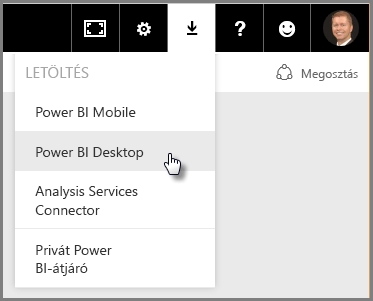 LETÖLTÉS
Megosztás
Power BI Mobile
Power BI Desktop
Analysis Services
Connector
Privát Power
BI-átjáró